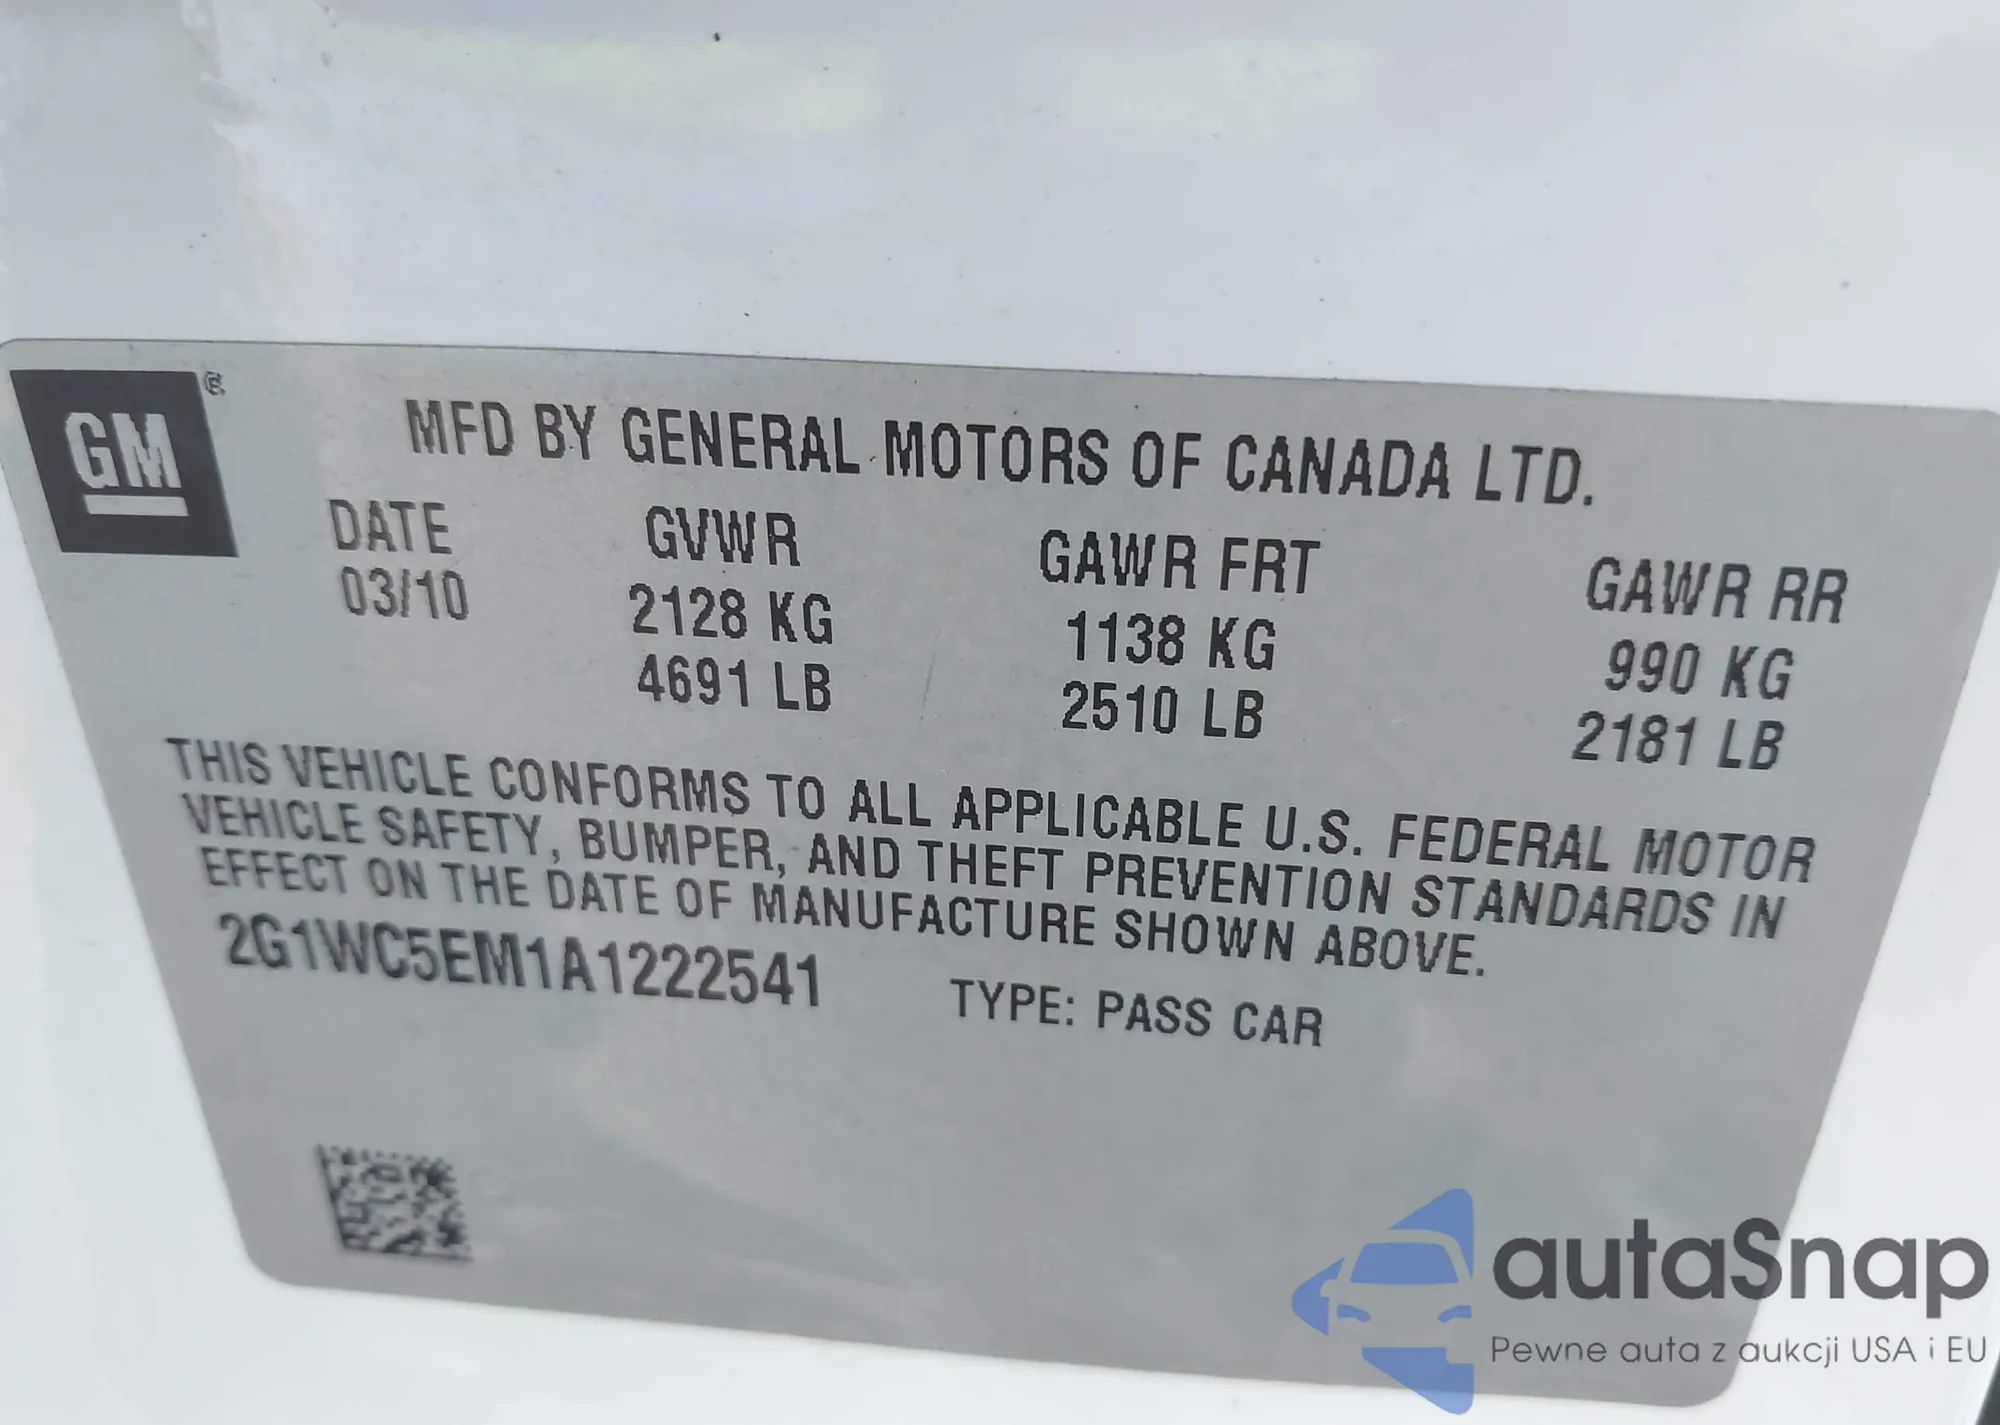 GM®
MFD BY GENERAL MOTORS OF CANADA LTD.
DATE GVWR GAWR FRT GAWR RR
03/10 2128 KG 1138 KG 990 KG
4691 LB 2510 LB 2181 LB
THIS VEHICLE CONFORMS TO ALL APPLICABLE U.S. FEDERAL MOTOR
VEHICLE SAFETY, BUMPER, AND THEFT PREVENTION STANDARDS IN
EFFECT ON THE DATE OF MANUFACTURE SHOWN ABOVE.
2G1WC5EM1A1222541 TYPE: PASS CAR
autaSnap
Pewne auta z aukcji USA i EU